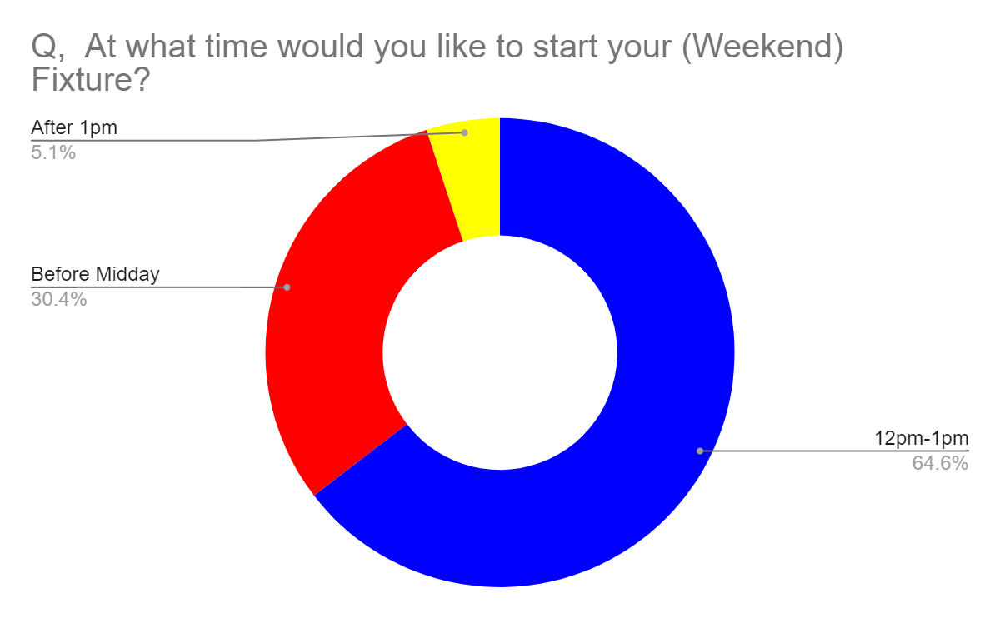 Q,  At what time would you like to start your (Weekend)
Fixture?
After 1pm
5.1%
Before Midday
30.4%
12pm-1pm
64.6%